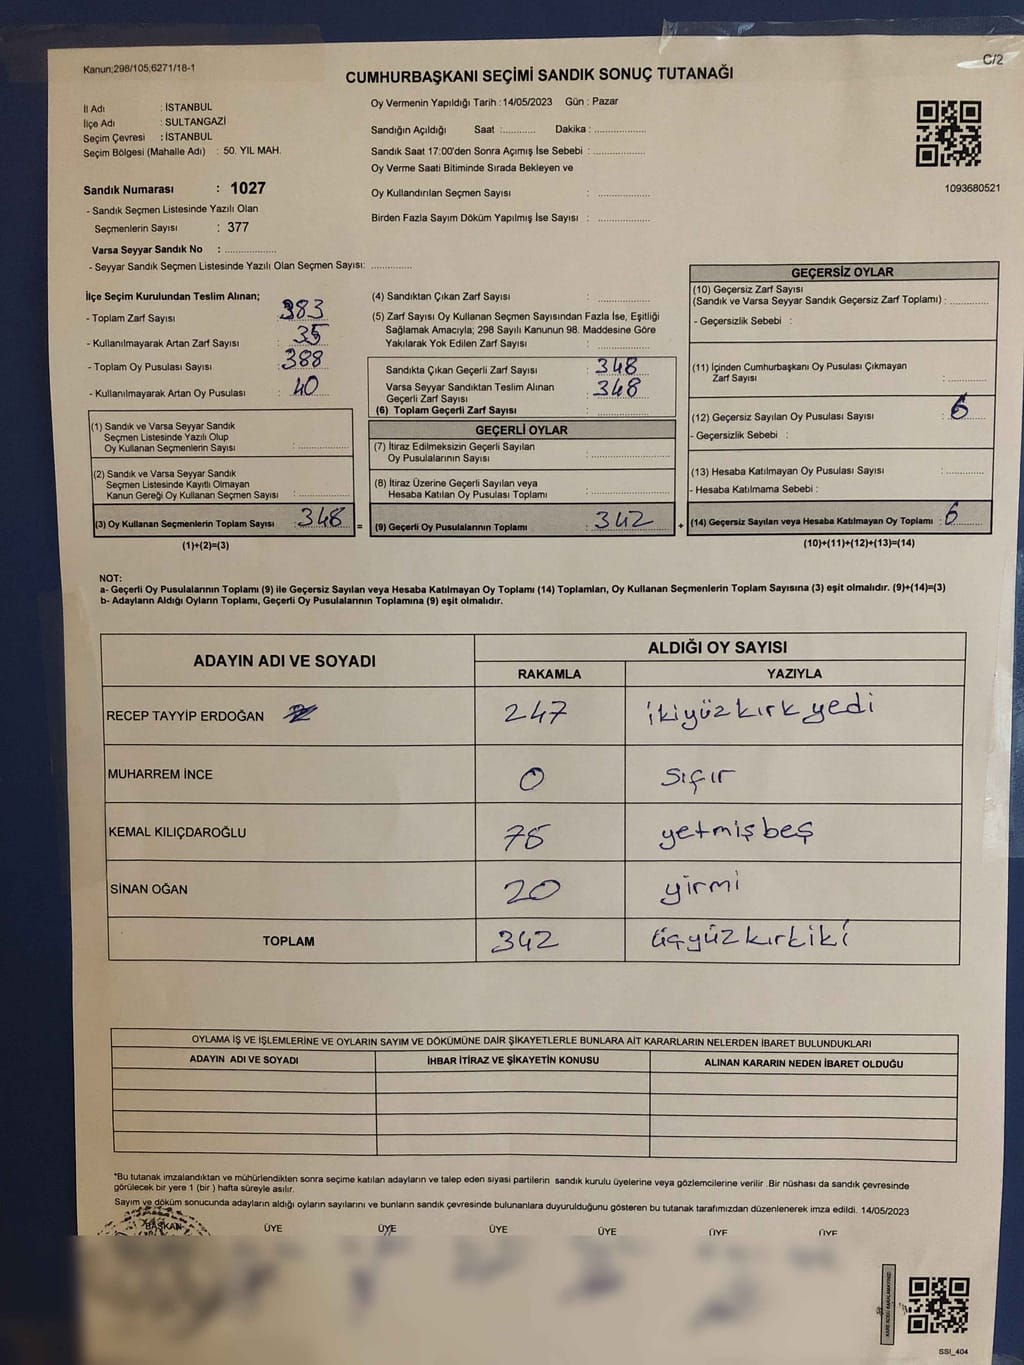 Kanun;298/105;6271/18-1
C/2
CUMHURBAŞKANI SEÇİMİ SANDIK SONUÇ TUTANAĞI
İl Adı : İSTANBUL
İlçe Adı : SULTANGAZİ
Seçim Çevresi : İSTANBUL
Seçim Bölgesi (Mahalle Adı) : 50. YIL MAH.
Sandık Numarası : 1027
- Sandık Seçmen Listesinde Yazılı Olan
Seçmenlerin Sayısı : 377
Varsa Seyyar Sandık No : ................
- Seyyar Sandık Seçmen Listesinde Yazılı Olan Seçmen Sayısı: .............
Oy Vermenin Yapıldığı Tarih : 14/05/2023 Gün : Pazar
Sandığın Açıldığı Saat :............ Dakika : ................
Sandık Saat 17:00'den Sonra Açımış İse Sebebi : ................
Oy Verme Saati Bitiminde Sırada Bekleyen ve
Oy Kullandırılan Seçmen Sayısı : ................
Birden Fazla Sayım Döküm Yapılmış İse Sayısı : ................
1093680521
İlçe Seçim Kurulundan Teslim Alınan;
- Toplam Zarf Sayısı : 383
- Kullanılmayarak Artan Zarf Sayısı : 35
- Toplam Oy Pusulası Sayısı : 388
- Kullanılmayarak Artan Oy Pusulası : 40
(1) Sandık ve Varsa Seyyar Sandık
Seçmen Listesinde Yazılı Olup
Oy Kullanan Seçmenlerin Sayısı : ................
(2) Sandık ve Varsa Seyyar Sandık
Seçmen Listesinde Kayıtlı Olmayan
Kanun Gereği Oy Kullanan Seçmen Sayısı : ................
(3) Oy Kullanan Seçmenlerin Toplam Sayısı : 348 =
(1)+(2)=(3)
(4) Sandıktan Çıkan Zarf Sayısı : ................
(5) Zarf Sayısı Oy Kullanan Seçmen Sayısından Fazla İse, Eşitliği
Sağlamak Amacıyla; 298 Sayılı Kanunun 98. Maddesine Göre
Yakılarak Yok Edilen Zarf Sayısı : ................
Sandıkta Çıkan Geçerli Zarf Sayısı : 348
Varsa Seyyar Sandıktan Teslim Alınan
Geçerli Zarf Sayısı : 348
(6) Toplam Geçerli Zarf Sayısı : ................
GEÇERLİ OYLAR
(7) İtiraz Edilmeksizin Geçerli Sayılan
Oy Pusulalarının Sayısı : ................
(8) İtiraz Üzerine Geçerli Sayılan veya
Hesaba Katılan Oy Pusulası Toplamı : ................
(9) Geçerli Oy Pusulalarının Toplamı : 342 +
GEÇERSİZ OYLAR
(10) Geçersiz Zarf Sayısı
(Sandık ve Varsa Seyyar Sandık Geçersiz Zarf Toplamı) : ............
- Geçersizlik Sebebi :
(11) İçinden Cumhurbaşkanı Oy Pusulası Çıkmayan
Zarf Sayısı : ............
(12) Geçersiz Sayılan Oy Pusulası Sayısı : 6
- Geçersizlik Sebebi :
(13) Hesaba Katılmayan Oy Pusulası Sayısı : ............
- Hesaba Katılmama Sebebi :
(14) Geçersiz Sayılan veya Hesaba Katılmayan Oy Toplamı : 6
(10)+(11)+(12)+(13)=(14)
NOT:
a- Geçerli Oy Pusulalarının Toplamı (9) ile Geçersiz Sayılan veya Hesaba Katılmayan Oy Toplamı (14) Toplamları, Oy Kullanan Seçmenlerin Toplam Sayısına (3) eşit olmalıdır. (9)+(14)=(3)
b- Adayların Aldığı Oyların Toplamı, Geçerli Oy Pusulalarının Toplamına (9) eşit olmalıdır.
ADAYIN ADI VE SOYADI ALDIĞI OY SAYISI
RAKAMLA YAZIYLA
RECEP TAYYİP ERDOĞAN 247 ikiyüzkırkyedi
MUHARREM İNCE 0 sıfır
KEMAL KILIÇDAROĞLU 75 yetmişbeş
SİNAN OĞAN 20 yirmi
TOPLAM 342 üçyüzkırkiki
OYLAMA İŞ VE İŞLEMLERİNE VE OYLARIN SAYIM VE DÖKÜMÜNE DAİR ŞİKAYETLERLE BUNLARA AİT KARARLARIN NELERDEN İBARET BULUNDUKLARI
ADAYIN ADI VE SOYADI İHBAR İTİRAZ VE ŞİKAYETİN KONUSU ALINAN KARARIN NEDEN İBARET OLDUĞU
*Bu tutanak imzalandıktan ve mühürlendikten sonra seçime katılan adayların ve talep eden siyasi partilerin sandık kurulu üyelerine veya gözlemcilerine verilir .Bir nüshası da sandık çevresinde
görülecek bir yere 1 (bir ) hafta süreyle asılır.
Sayım ve döküm sonucunda adayların aldığı oyların sayılarını ve bunların sandık çevresinde bulunanlara duyurulduğunu gösteren bu tutanak tarafımızdan düzenlenerek imza edildi. 14/05/2023
BAŞKAN ÜYE ÜYE ÜYE ÜYE ÜYE ÜYE
SSI_404